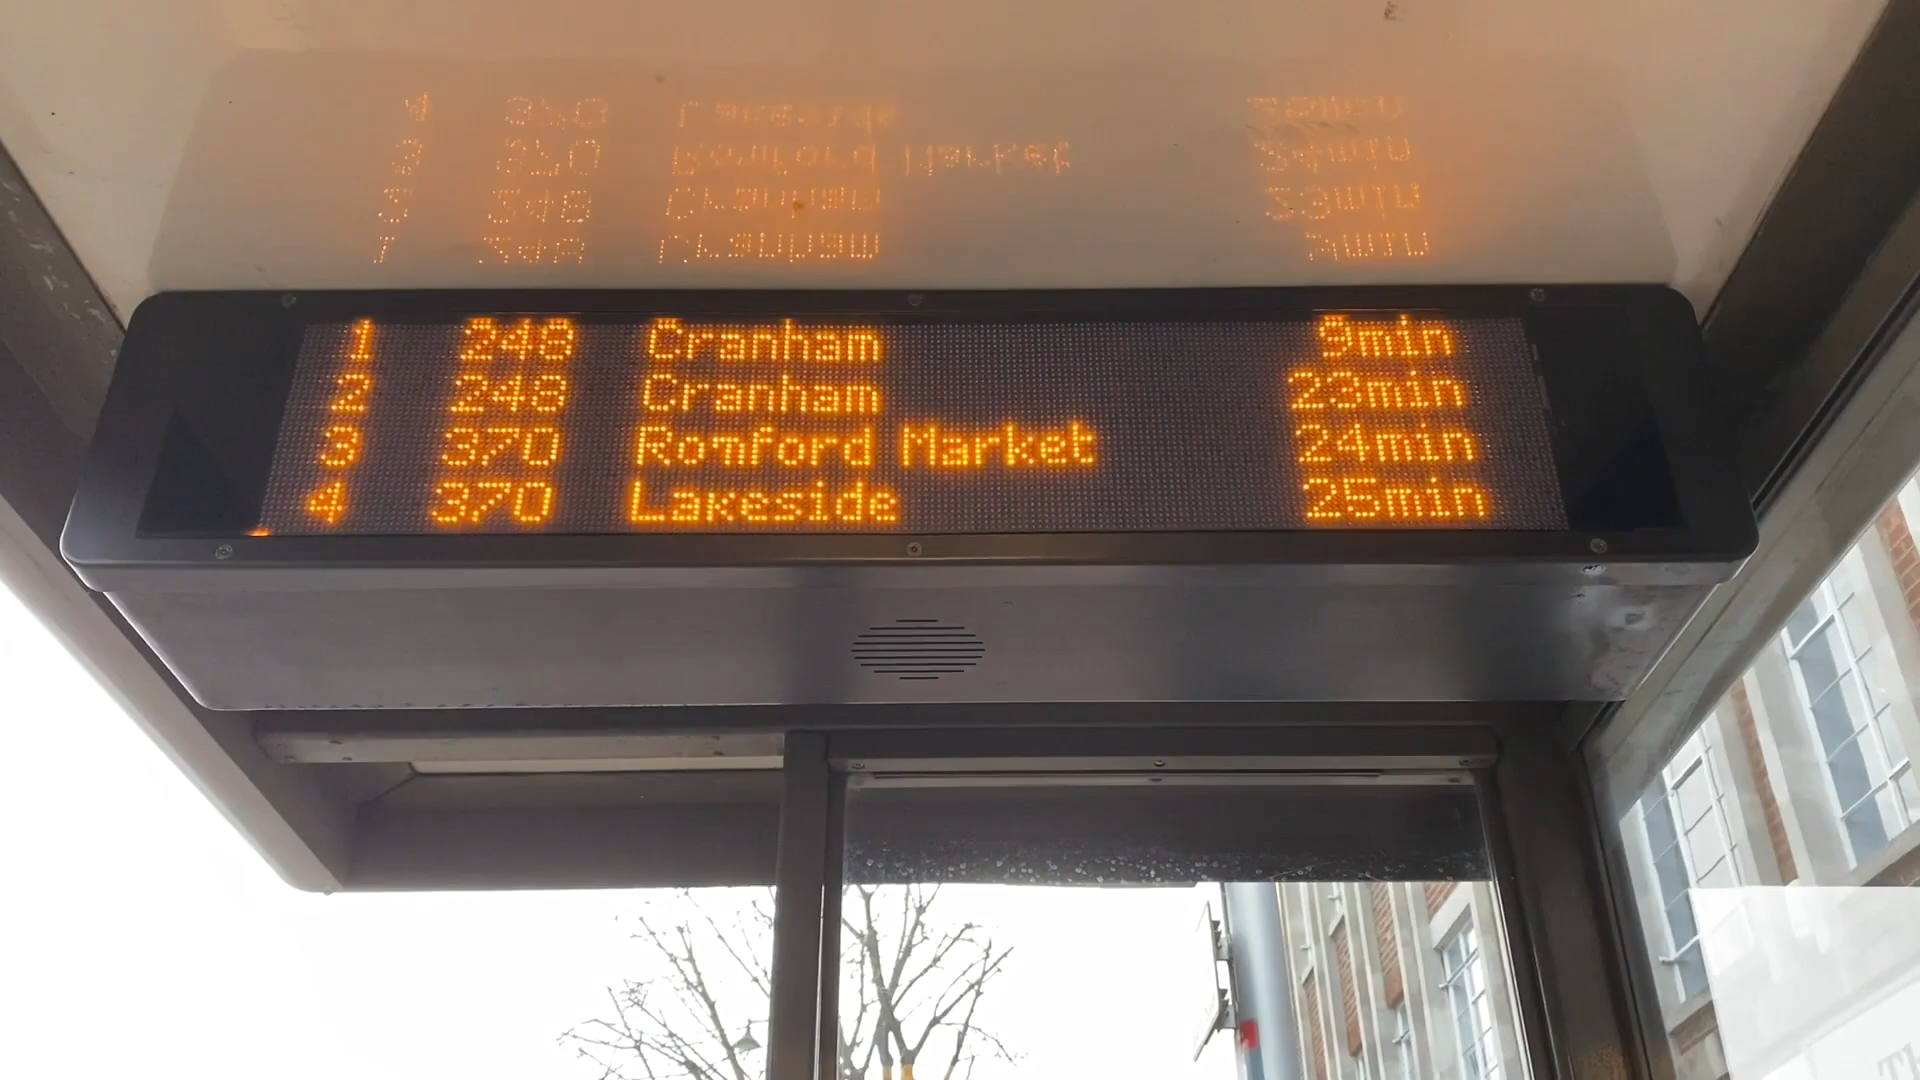 1 248 Cranham 9min
2 248 Cranham 23min
3 370 Romford Market 24min
4 370 Lakeside 25min